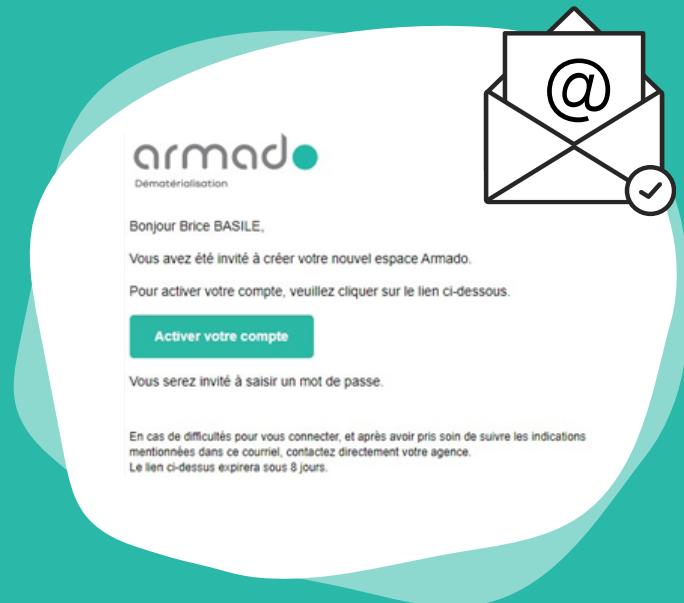 @
armado
Dématérialisation
Bonjour Brice BASILE,
Vous avez été invité à créer votre nouvel espace Armado.
Pour activer votre compte, veuillez cliquer sur le lien ci-dessous.
Activer votre compte
Vous serez invité à saisir un mot de passe.
En cas de difficultés pour vous connecter, et après avoir pris soin de suivre les indications
mentionnées dans ce courriel, contactez directement votre agence.
Le lien ci-dessus expirera sous 8 jours.